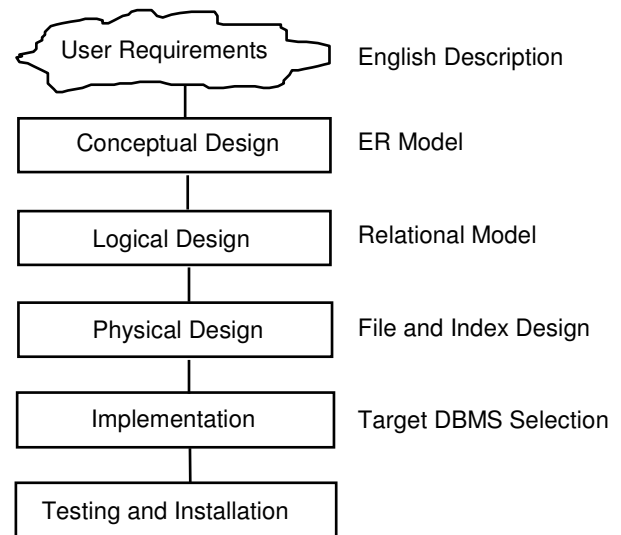 User Requirements English Description
Conceptual Design ER Model
Logical Design Relational Model
Physical Design File and Index Design
Implementation Target DBMS Selection
Testing and Installation